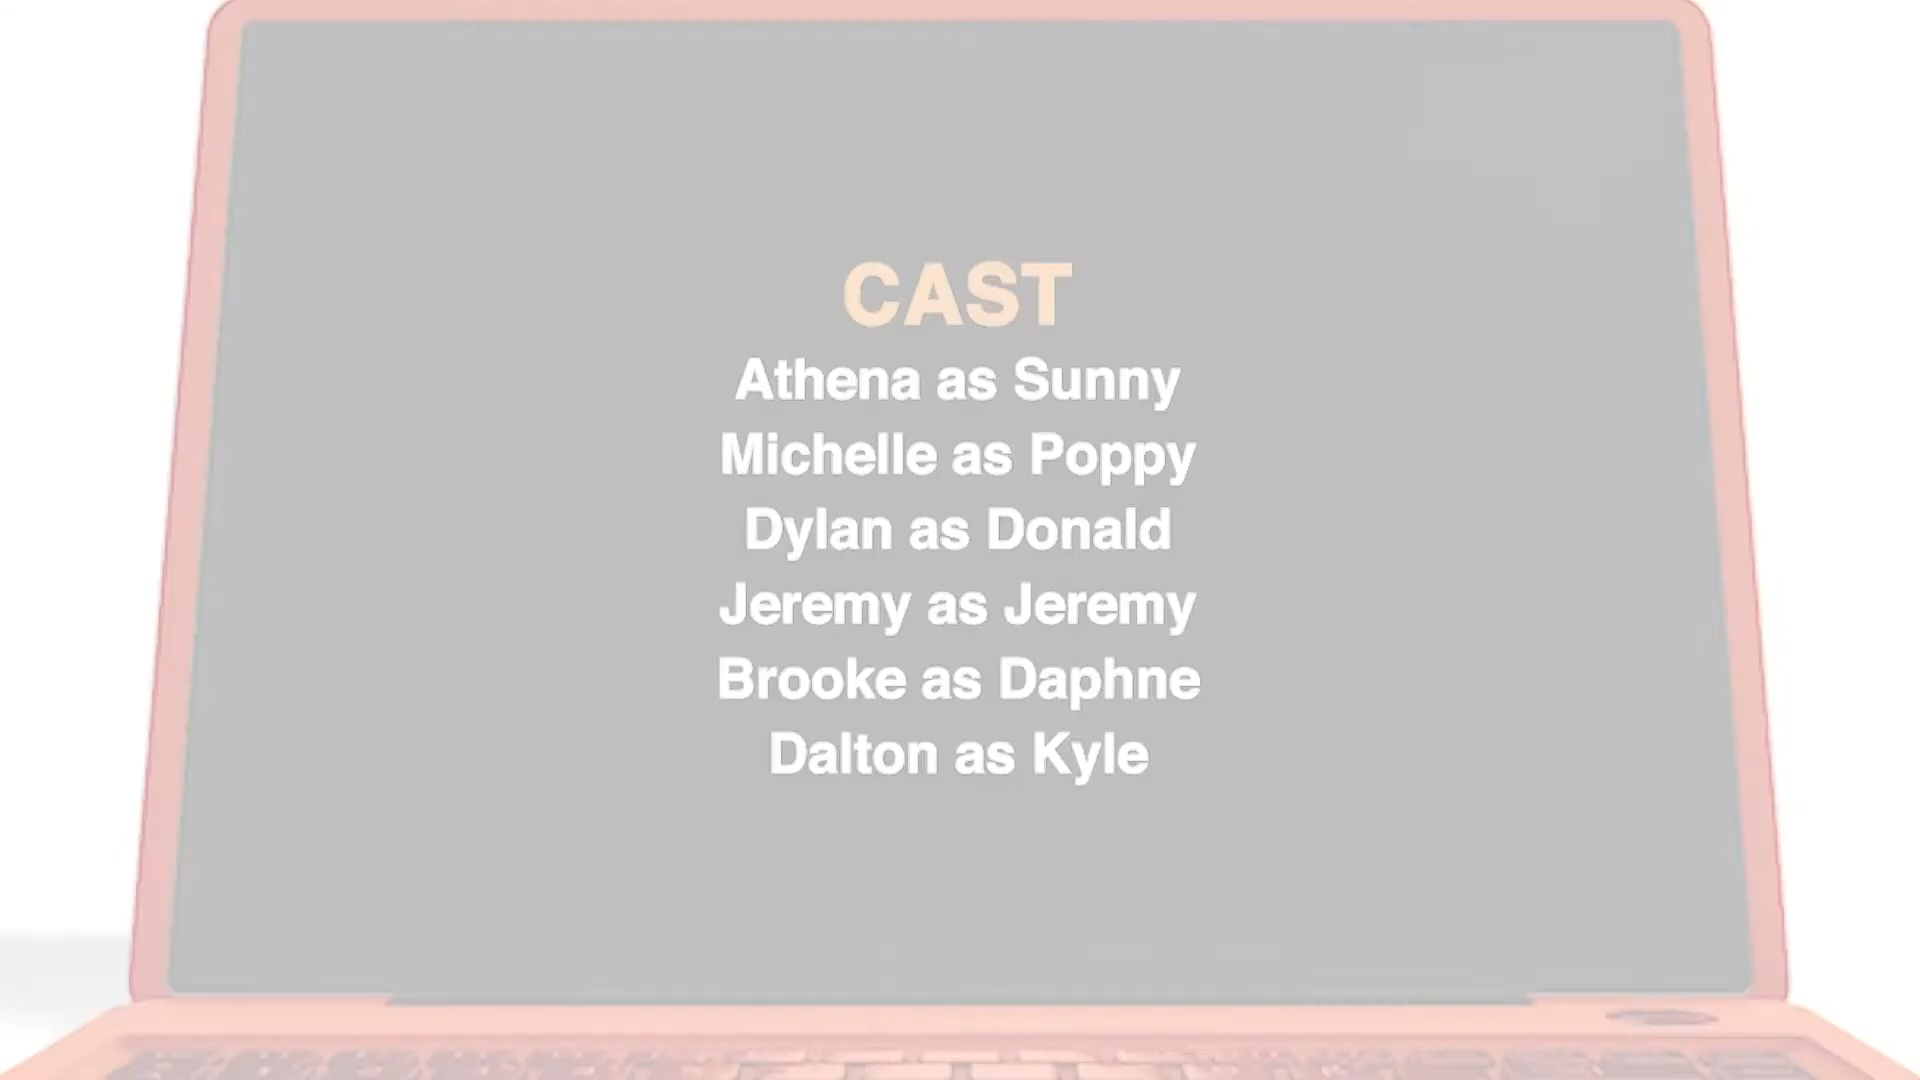 CAST
Athena as Sunny
Michelle as Poppy
Dylan as Donald
Jeremy as Jeremy
Brooke as Daphne
Dalton as Kyle